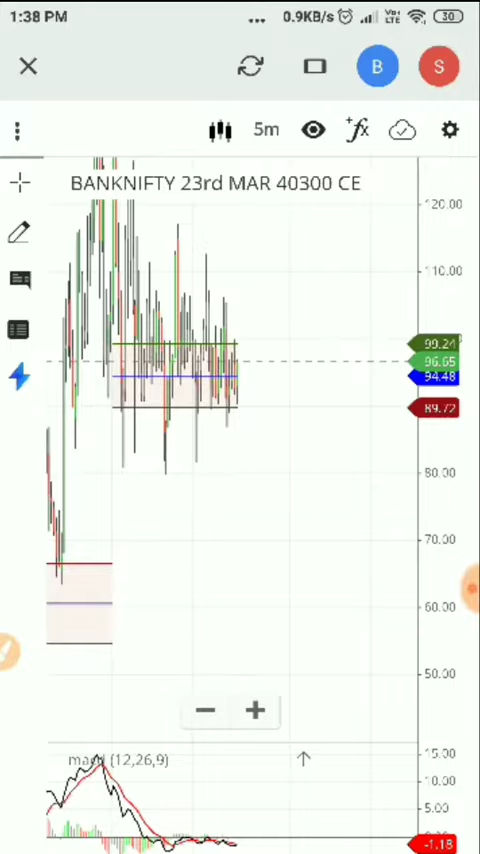 1:38 PM ... 0.9KB/s Vo) LTE 30
B S
5m +fx
BANKNIFTY 23rd MAR 40300 CE
120.00
110.00
99.24
96.65
94.48
89.72
80.00
70.00
60.00
50.00
macd (12,26,9)
15.00
10.00
5.00
-1.18